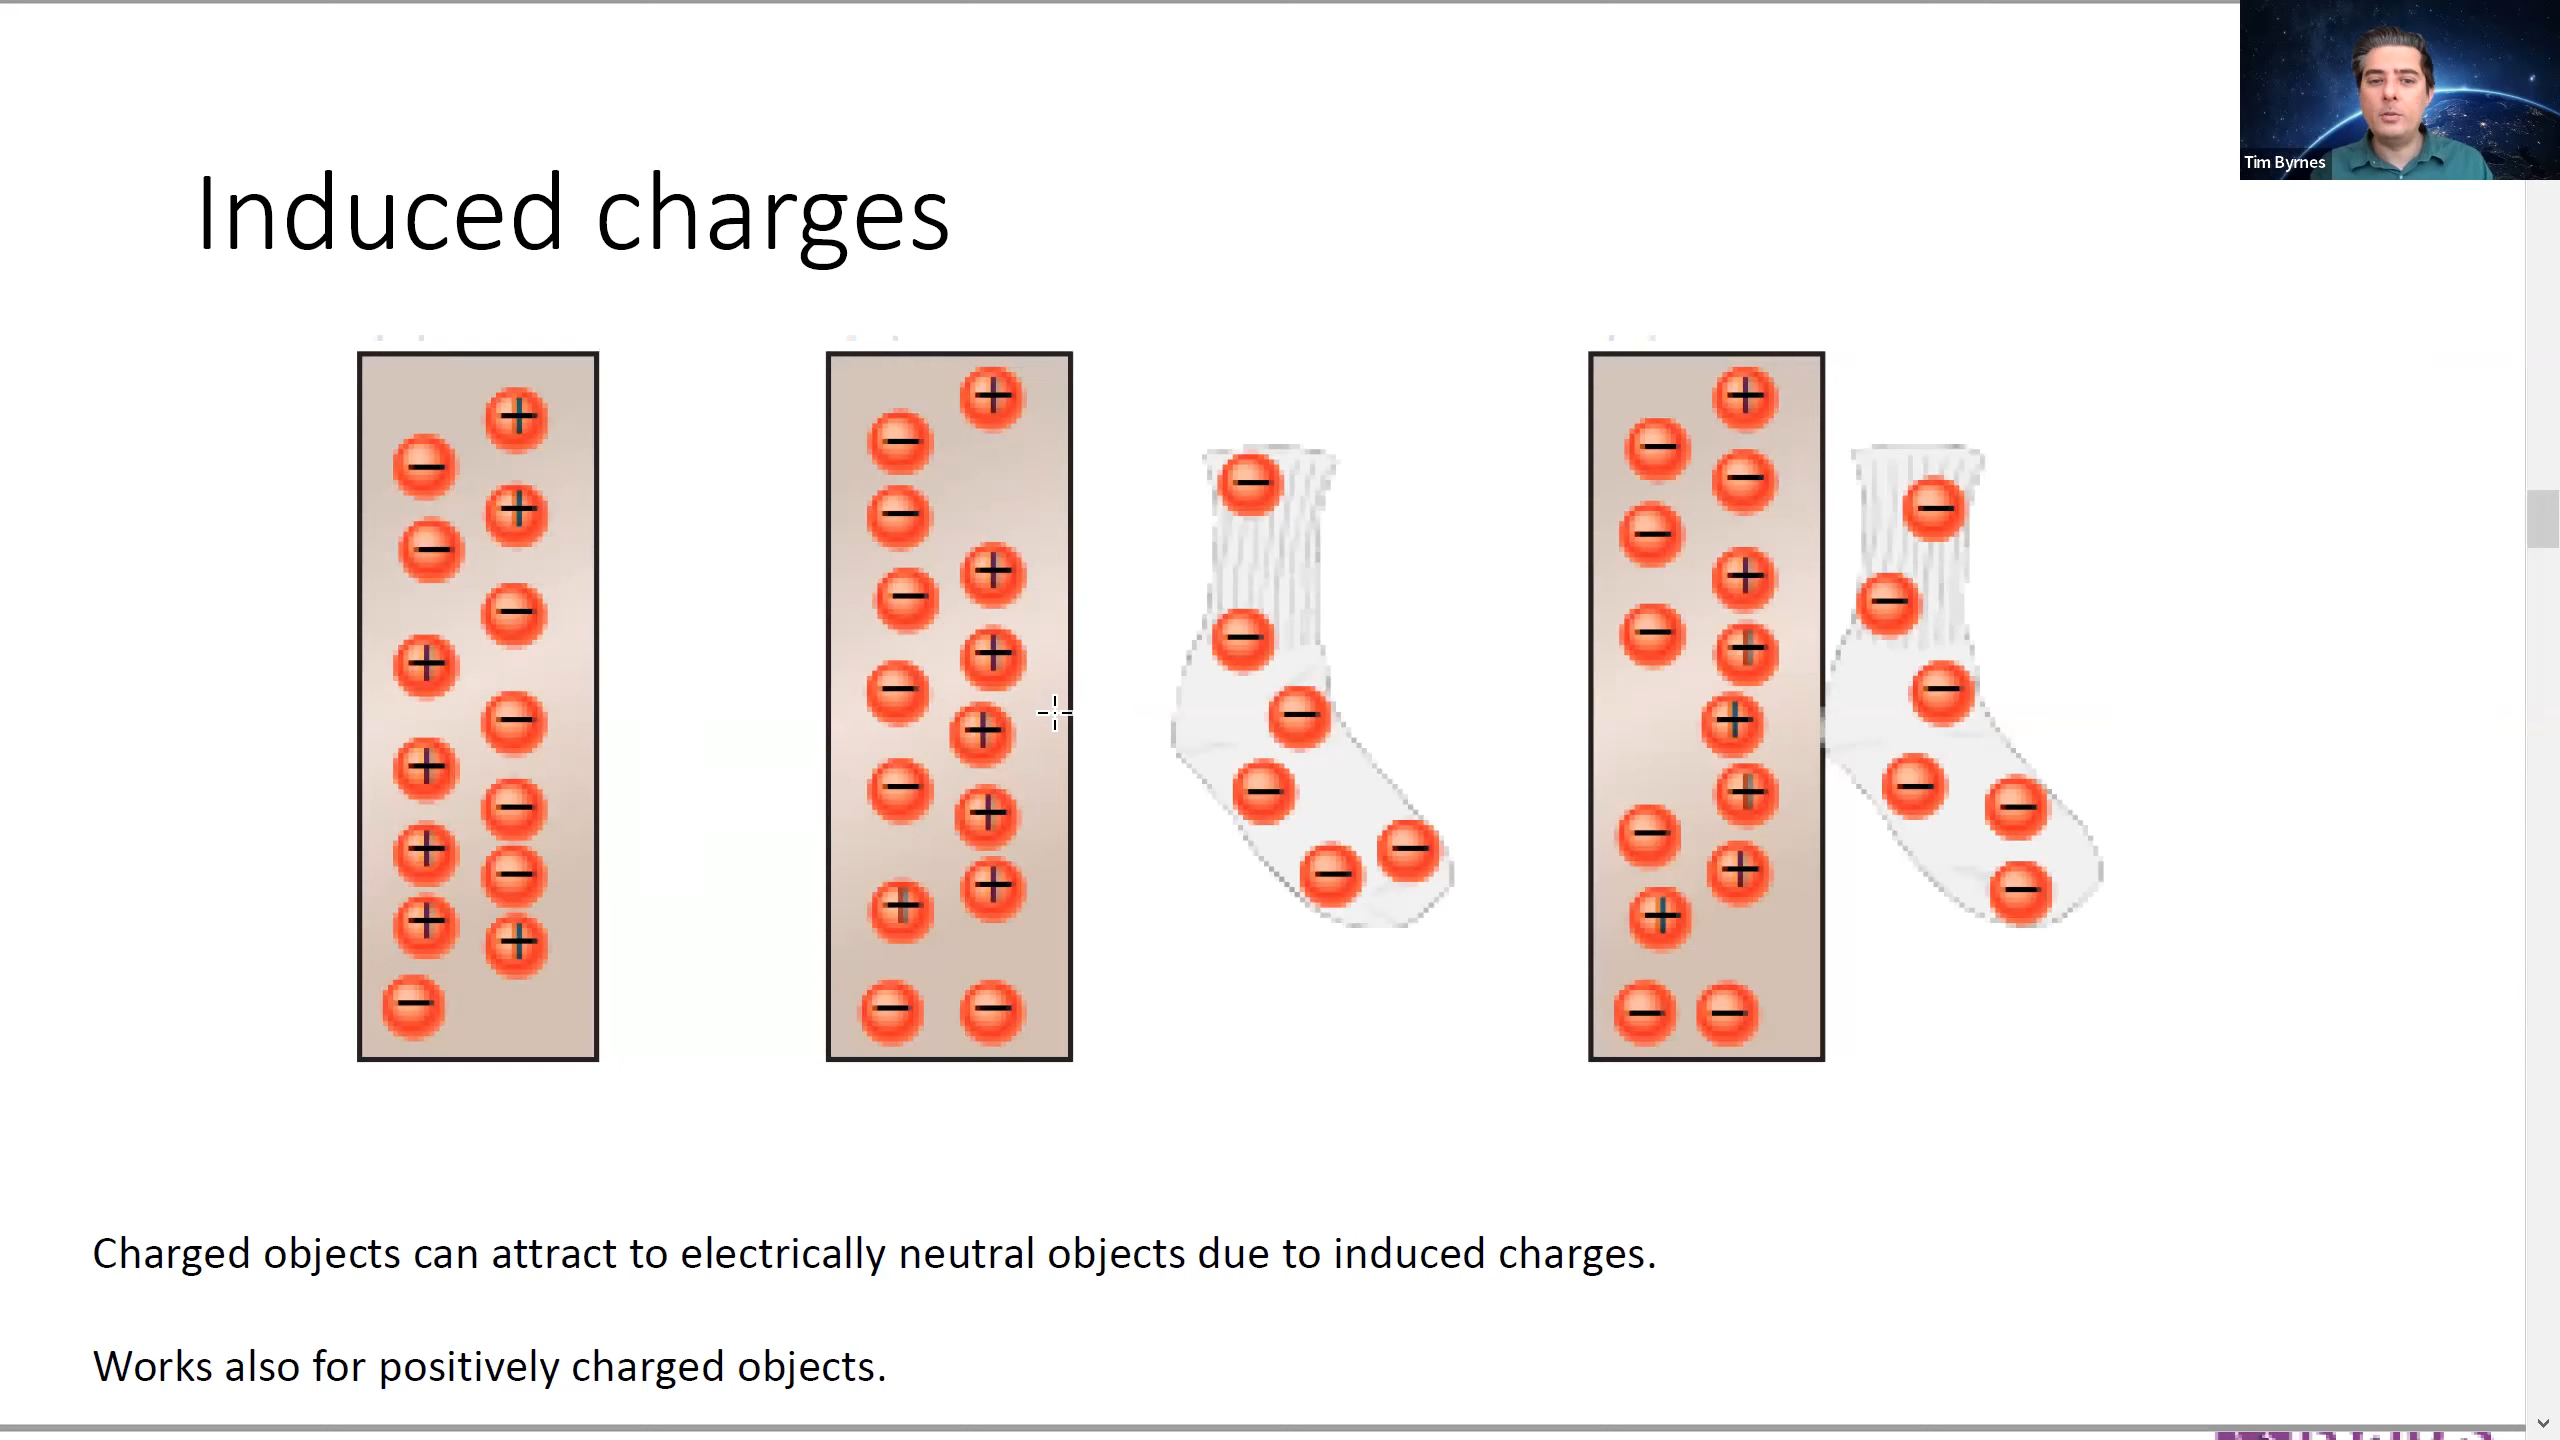 Tim Byrnes
Induced charges
Charged objects can attract to electrically neutral objects due to induced charges.
Works also for positively charged objects.